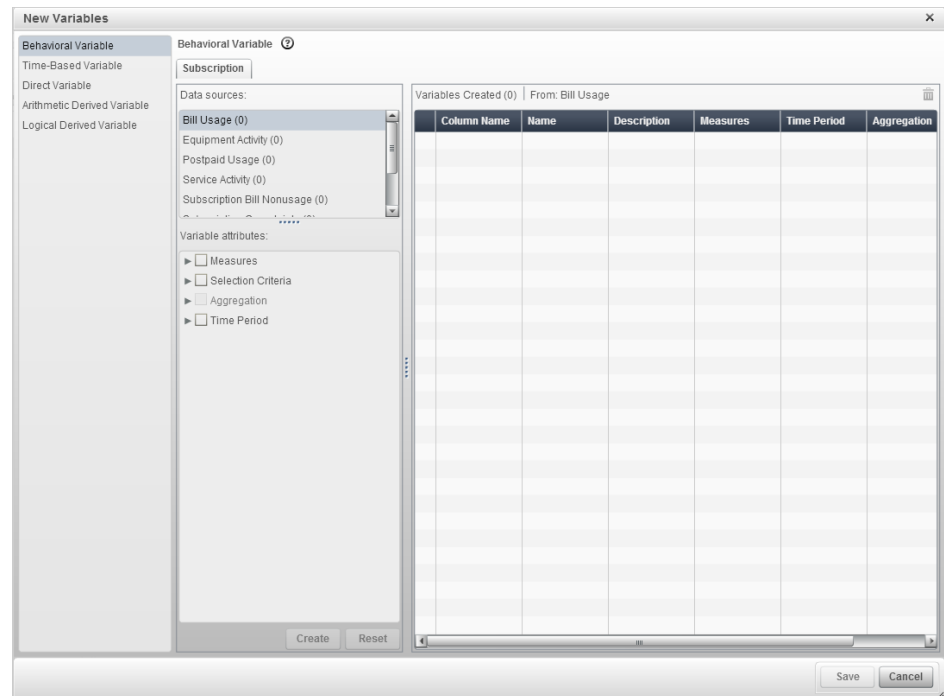 New Variables
Behavioral Variable
Time-Based Variable
Direct Variable
Arithmetic Derived Variable
Logical Derived Variable
Behavioral Variable ?
Subscription
Data sources:
Bill Usage (0)
Equipment Activity (0)
Postpaid Usage (0)
Service Activity (0)
Subscription Bill Nonusage (0)
Variable attributes:
Measures
Selection Criteria
Aggregation
Time Period
Create Reset
Variables Created (0) | From: Bill Usage
Column Name Name Description Measures Time Period Aggregation
Save Cancel